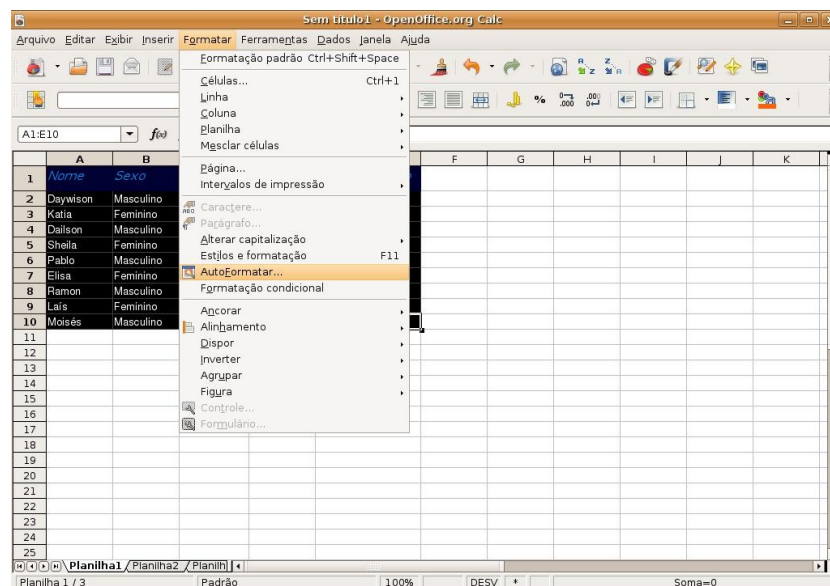 Sem título1 - OpenOffice.org Calc
Arquivo Editar Exibir Inserir Formatar Ferramentas Dados Janela Ajuda
Formatação padrão Ctrl+Shift+Space
Células... Ctrl+1
Linha
Coluna
Planilha
Mesclar células
Página...
Intervalos de impressão
Caractere...
Parágrafo...
Alterar capitalização
Estilos e formatação F11
AutoFormatar...
Formatação condicional
Ancorar
Alinhamento
Dispor
Inverter
Agrupar
Figura
Controle...
Formulário...
A1:E10 f(x)
A B F G H I J K
1 Nome Sexo
2 Daywison Masculino
3 Katia Feminino
4 Dailson Masculino
5 Sheila Feminino
6 Pablo Masculino
7 Elisa Feminino
8 Ramon Masculino
9 Laís Feminino
10 Moisés Masculino
11
12
13
14
15
16
17
18
19
20
21
22
23
24
25
Planilha1 Planilha2 Planilh
Planilha 1 / 3 Padrão 100% DESV * Soma=0